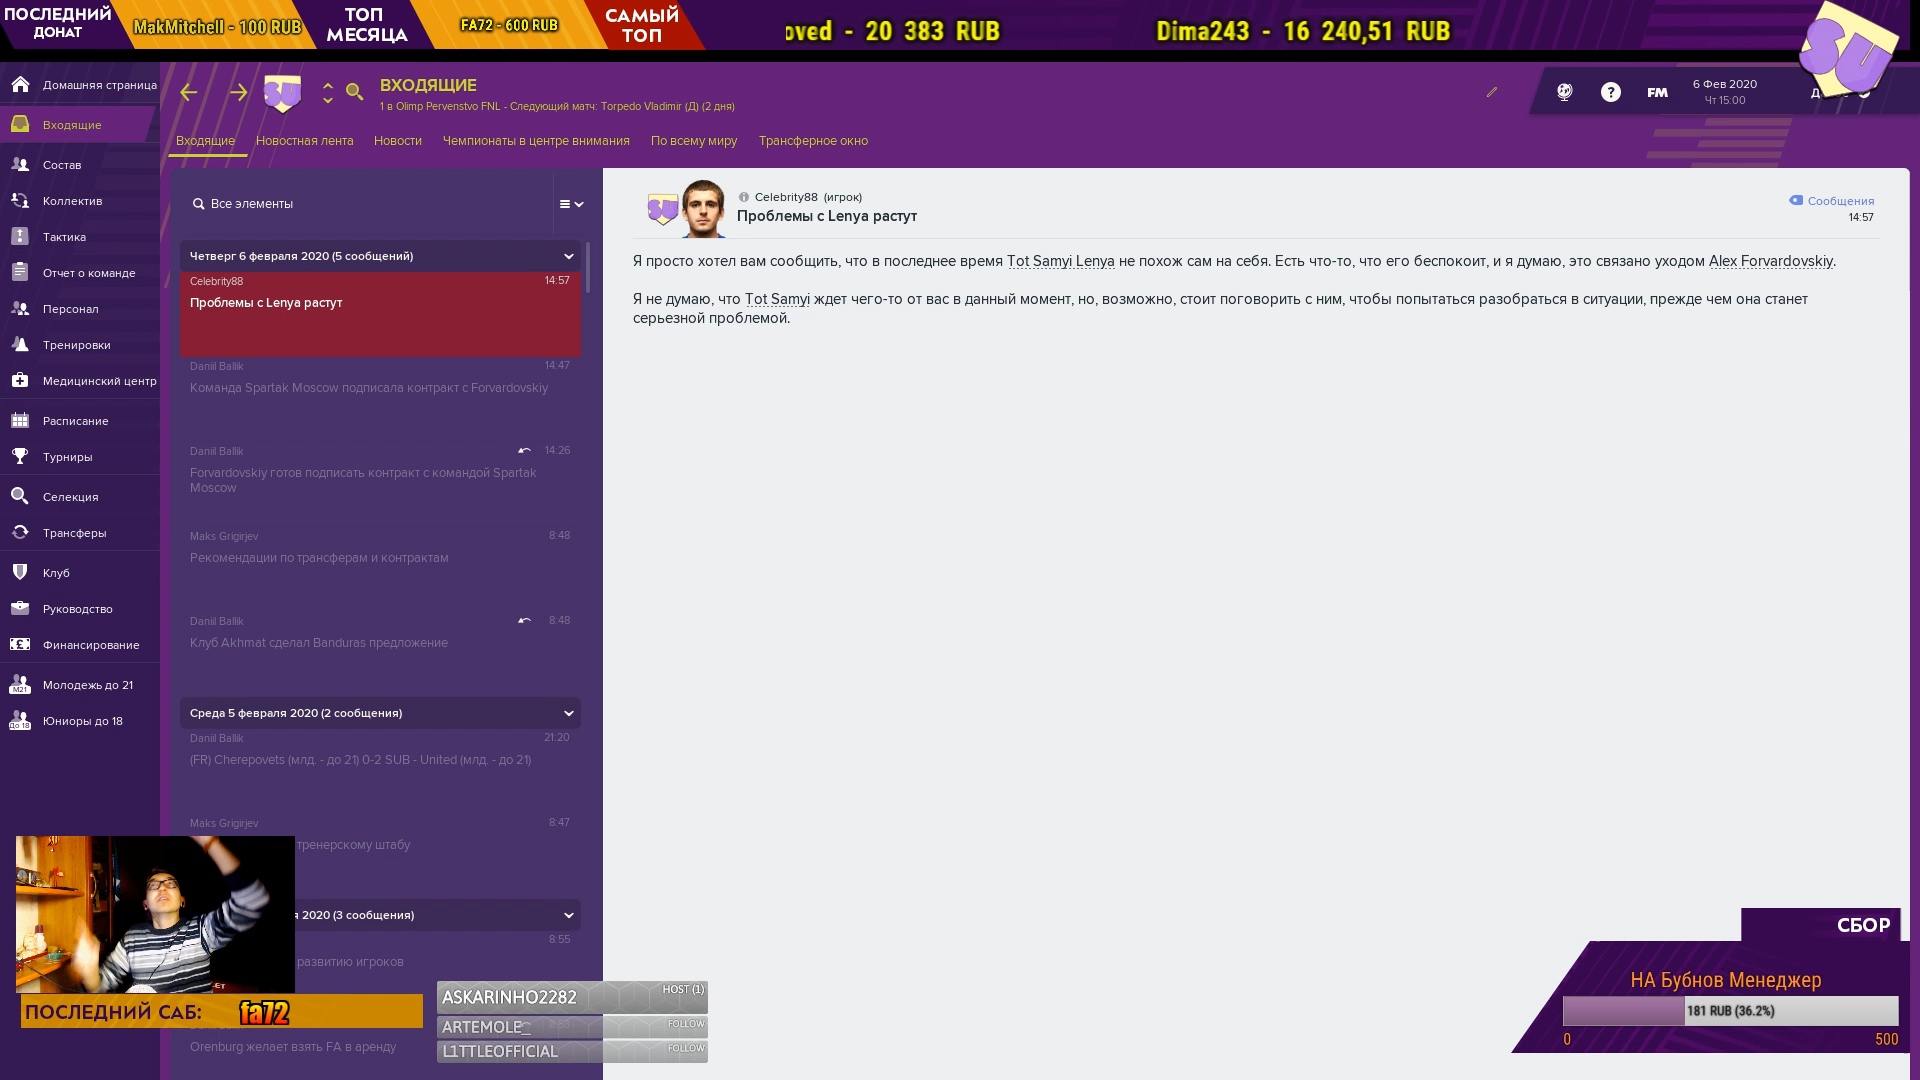 ПОСЛЕДНИЙ ДОНАТ
MakMitchell - 100 RUB
ТОП МЕСЯЦА
FA72 - 600 RUB
САМЫЙ ТОП
oved - 20 383 RUB
Dima243 - 16 240,51 RUB
SU
Домашняя страница
Входящие
Состав
Коллектив
Тактика
Отчет о команде
Персонал
Тренировки
Медицинский центр
Расписание
Турниры
Селекция
Трансферы
Клуб
Руководство
Финансирование
Молодежь до 21
Юниоры до 18
ВХОДЯЩИЕ
1 в Olimp Pervenstvo FNL - Следующий матч: Torpedo Vladimir (Д) (2 дня)
FM
6 Фев 2020
Чт 15:00
Входящие
Новостная лента
Новости
Чемпионаты в центре внимания
По всему миру
Трансферное окно
Все элементы
Четверг 6 февраля 2020 (5 сообщений)
Celebrity88 14:57
Проблемы с Lenya растут
Daniil Ballik 14:47
Команда Spartak Moscow подписала контракт с Forvardovskiy
Daniil Ballik 14:26
Forvardovskiy готов подписать контракт с командой Spartak
Moscow
Maks Grigirjev 8:48
Рекомендации по трансферам и контрактам
Daniil Ballik 8:48
Клуб Akhmat сделал Banduras предложение
Среда 5 февраля 2020 (2 сообщения)
Daniil Ballik 21:20
(FR) Cherepovets (млд. - до 21) 0-2 SUB - United (млд. - до 21)
Maks Grigirjev 8:47
тренерскому штабу
я 2020 (3 сообщения)
8:55
развитию игроков
Orenburg желает взять FA в аренду
Celebrity88 (игрок)
Проблемы с Lenya растут
Сообщения
14:57
Я просто хотел вам сообщить, что в последнее время Tot Samyi Lenya не похож сам на себя. Есть что-то, что его беспокоит, и я думаю, это связано уходом Alex Forvardovskiy.
Я не думаю, что Tot Samyi ждет чего-то от вас в данный момент, но, возможно, стоит поговорить с ним, чтобы попытаться разобраться в ситуации, прежде чем она станет
серьезной проблемой.
ПОСЛЕДНИЙ САБ: fa72
ASKARINHO2282 HOST (1)
ARTEMOLE_ FOLLOW
L1TTLEOFFICIAL FOLLOW
СБОР
НА Бубнов Менеджер
181 RUB (36.2%)
0 500